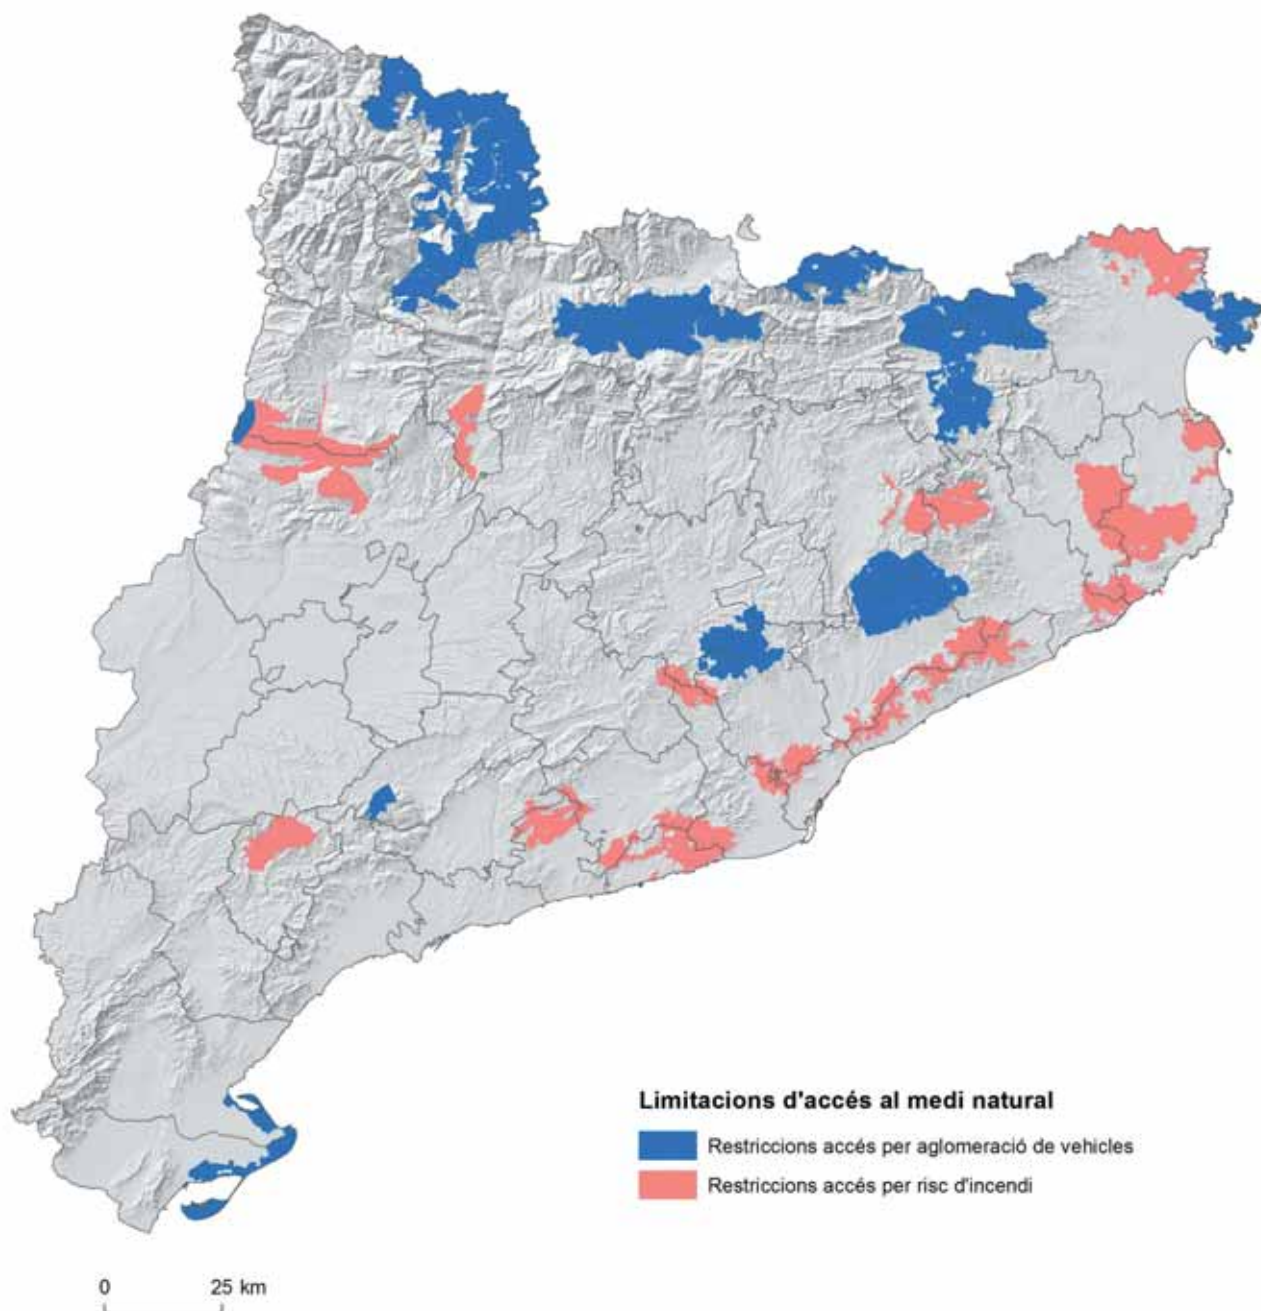 Limitacions d'accés al medi natural
Restriccions accés per aglomeració de vehicles
Restriccions accés per risc d'incendi
0 25 km